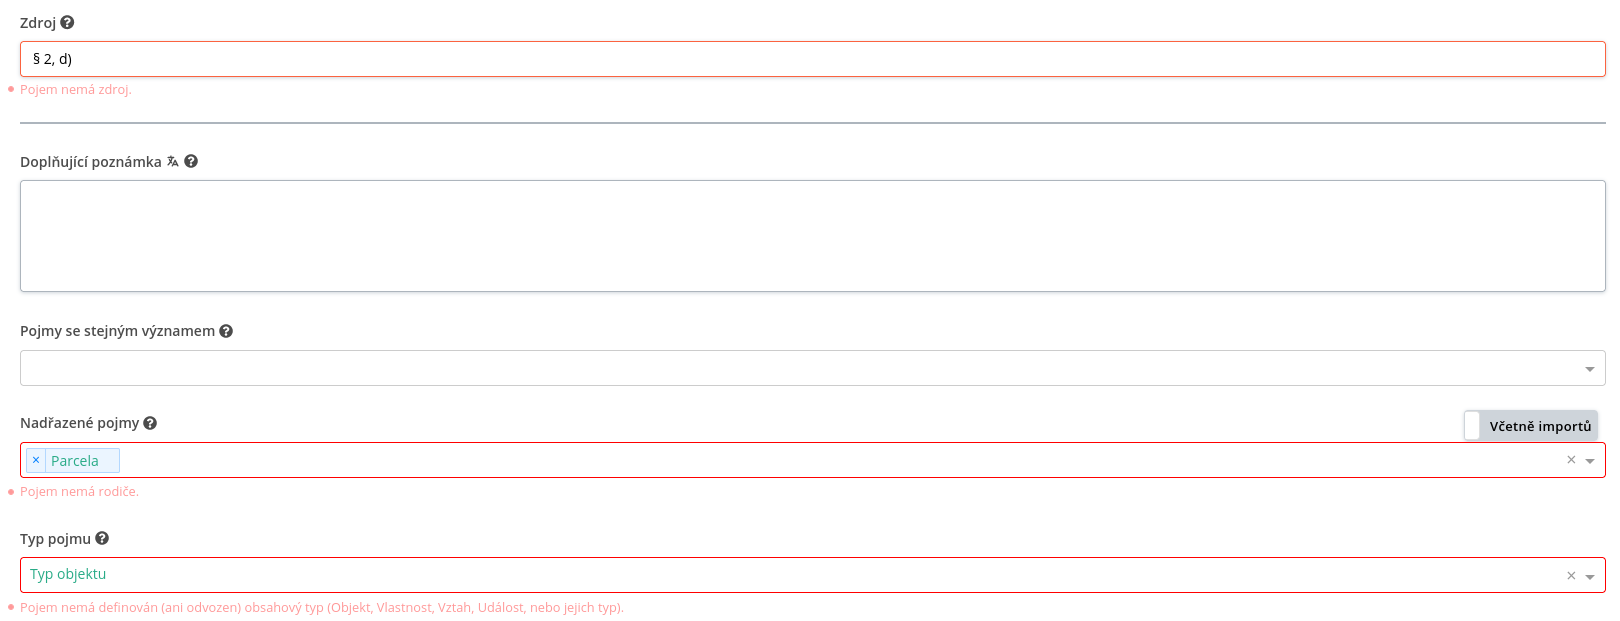 Zdroj
§ 2, d)
Pojem nemá zdroj.
Doplňující poznámka
Pojmy se stejným významem
Nadřazené pojmy
Včetně importů
× Parcela ×
Pojem nemá rodiče.
Typ pojmu
Typ objektu ×
Pojem nemá definován (ani odvozen) obsahový typ (Objekt, Vlastnost, Vztah, Událost, nebo jejich typ).